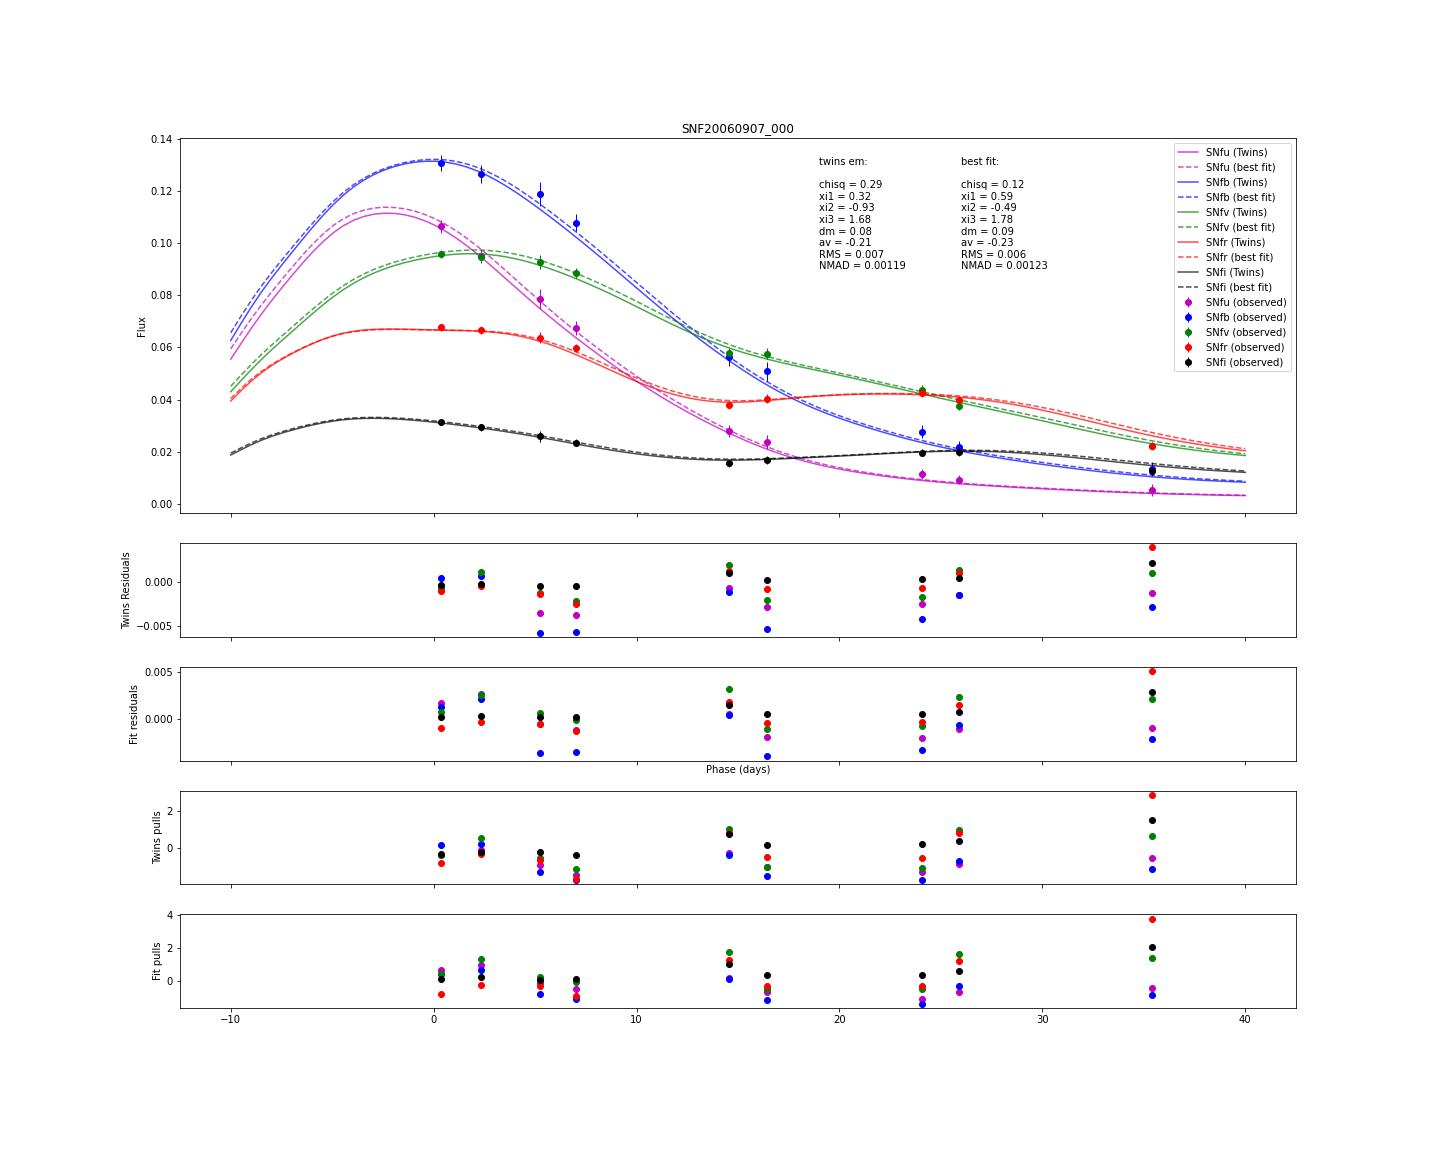 SNF20060907_000
0.14
0.12
0.10
0.08
0.06
0.04
0.02
0.00
Flux
twins em:
chisq = 0.29
xi1 = 0.32
xi2 = -0.93
xi3 = 1.68
dm = 0.08
av = -0.21
RMS = 0.007
NMAD = 0.00119
best fit:
chisq = 0.12
xi1 = 0.59
xi2 = -0.49
xi3 = 1.78
dm = 0.09
av = -0.23
RMS = 0.006
NMAD = 0.00123
SNfu (Twins)
SNfu (best fit)
SNfb (Twins)
SNfb (best fit)
SNfv (Twins)
SNfv (best fit)
SNfr (Twins)
SNfr (best fit)
SNfi (Twins)
SNfi (best fit)
SNfu (observed)
SNfb (observed)
SNfv (observed)
SNfr (observed)
SNfi (observed)
0.000
−0.005
Twins Residuals
0.005
0.000
Fit residuals
Phase (days)
2
0
Twins pulls
4
2
0
Fit pulls
−10
0
10
20
30
40